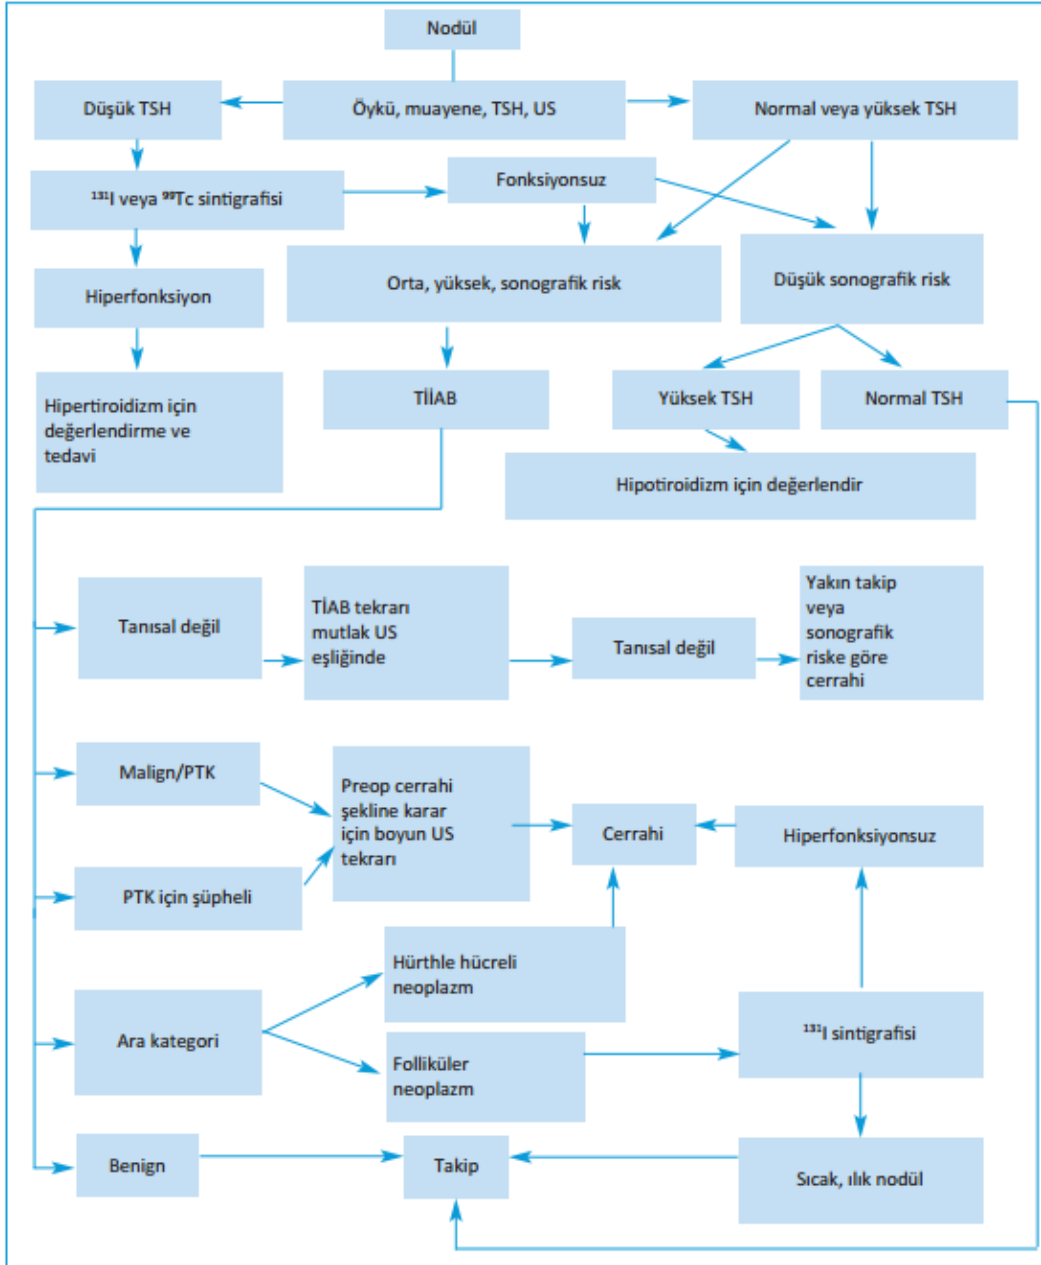 Nodül
Düşük TSH
Öykü, muayene, TSH, US
Normal veya yüksek TSH
¹³¹I veya ⁹⁹Tc sintigrafisi
Fonksiyonsuz
Hiperfonksiyon
Orta, yüksek, sonografik risk
Düşük sonografik risk
Hipertiroidizm için
değerlendirme ve
tedavi
TİİAB
Yüksek TSH
Normal TSH
Hipotiroidizm için değerlendir
Tanısal değil
TİAB tekrarı
mutlak US
eşliğinde
Tanısal değil
Yakın takip
veya
sonografik
riske göre
cerrahi
Malign/PTK
Preop cerrahi
şekline karar
için boyun US
tekrarı
Cerrahi
Hiperfonksiyonsuz
PTK için şüpheli
Hürthle hücreli
neoplazm
Ara kategori
¹³¹I sintigrafisi
Folliküler
neoplazm
Benign
Takip
Sıcak, ılık nodül